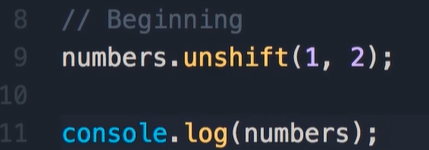 8 // Beginning
9 numbers.unshift(1, 2);
10
11 console.log(numbers);